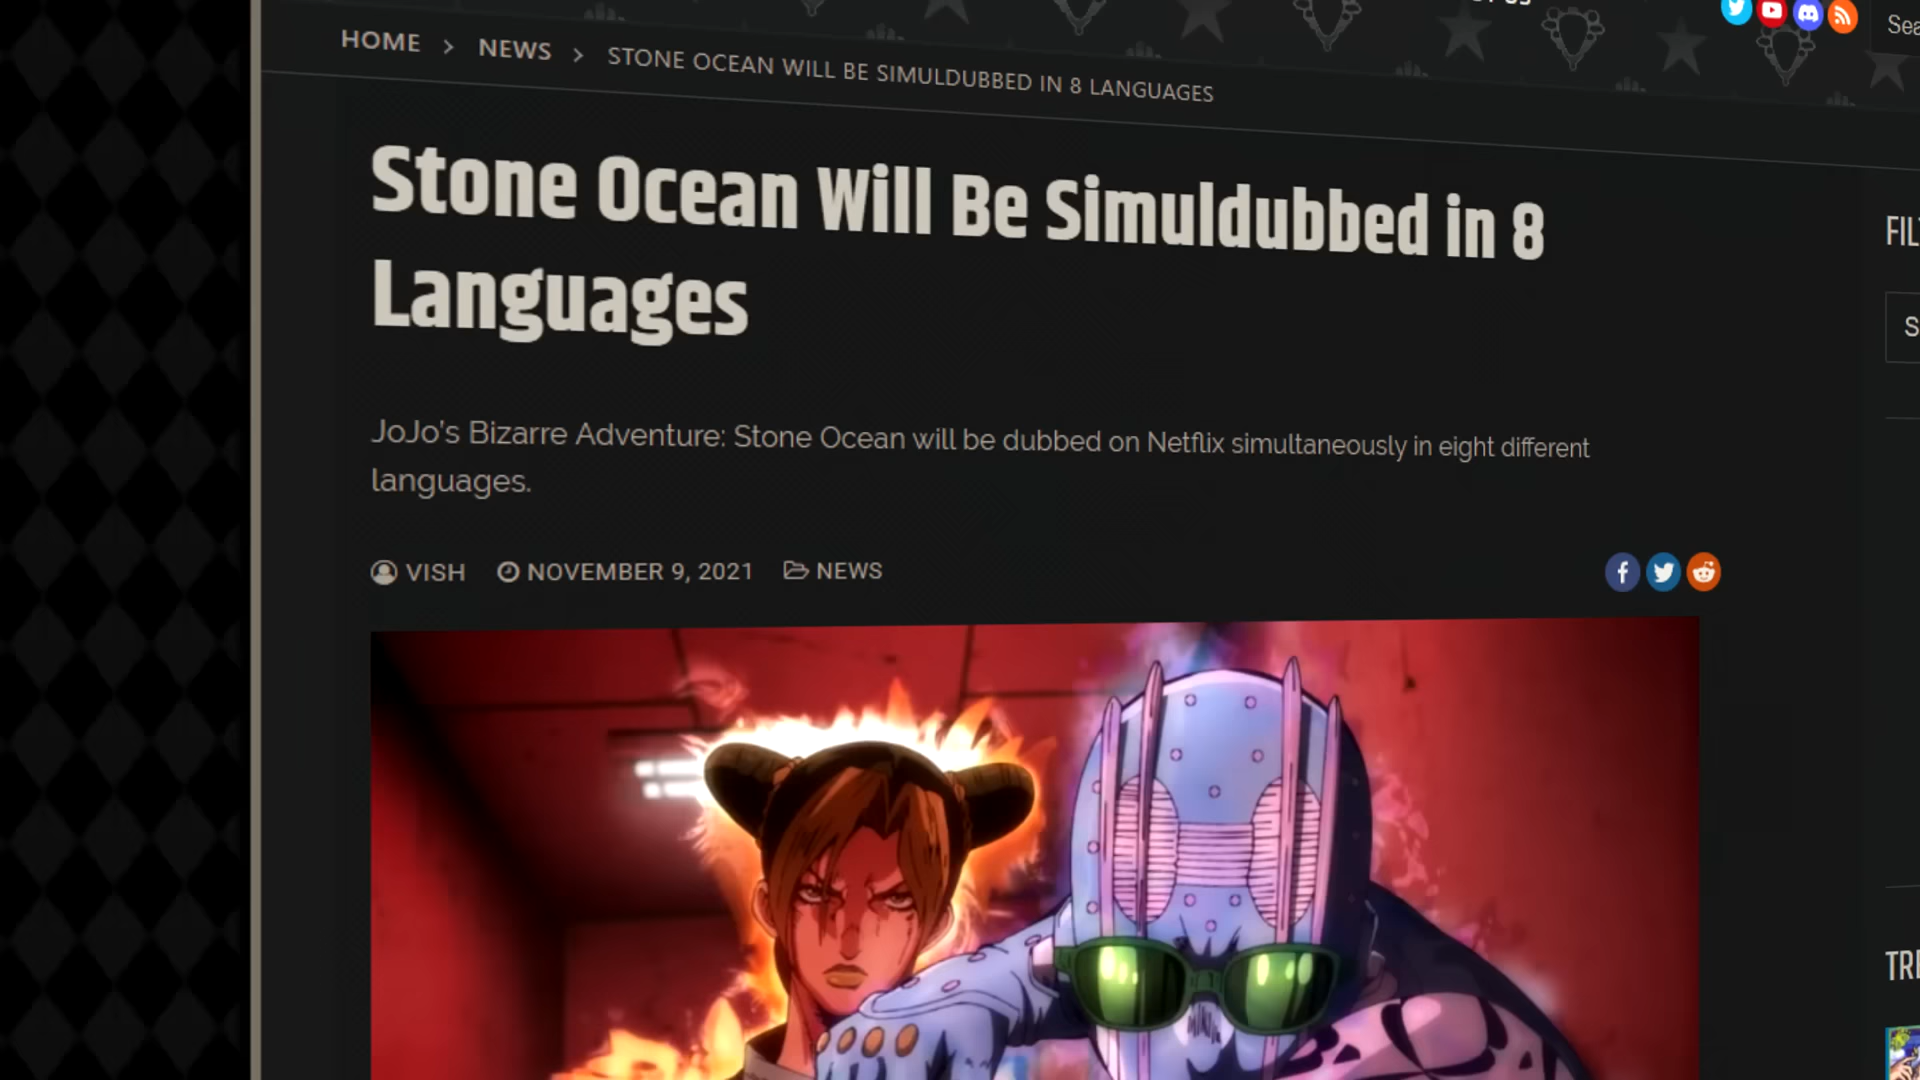 HOME > NEWS > STONE OCEAN WILL BE SIMULDUBBED IN 8 LANGUAGES
Stone Ocean Will Be Simuldubbed in 8
Languages
JoJo's Bizarre Adventure: Stone Ocean will be dubbed on Netflix simultaneously in eight different
languages.
VISH NOVEMBER 9, 2021 NEWS